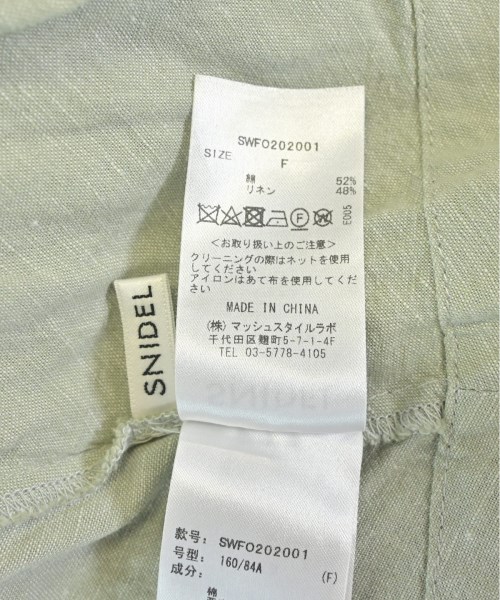 SWFO202001
SIZE F
綿 52%
リネン 48%
F W
E005
<お取り扱い上のご注意>
クリーニングの際はネットを使用
してください
アイロンはあて布を使用してくだ
さい
MADE IN CHINA
(株) マッシュスタイルラボ
千代田区麹町5-7-1-4F
TEL 03-5778-4105
SNIDEL
款号: SWFO202001
号型: 160/84A
成分: (F)
棉